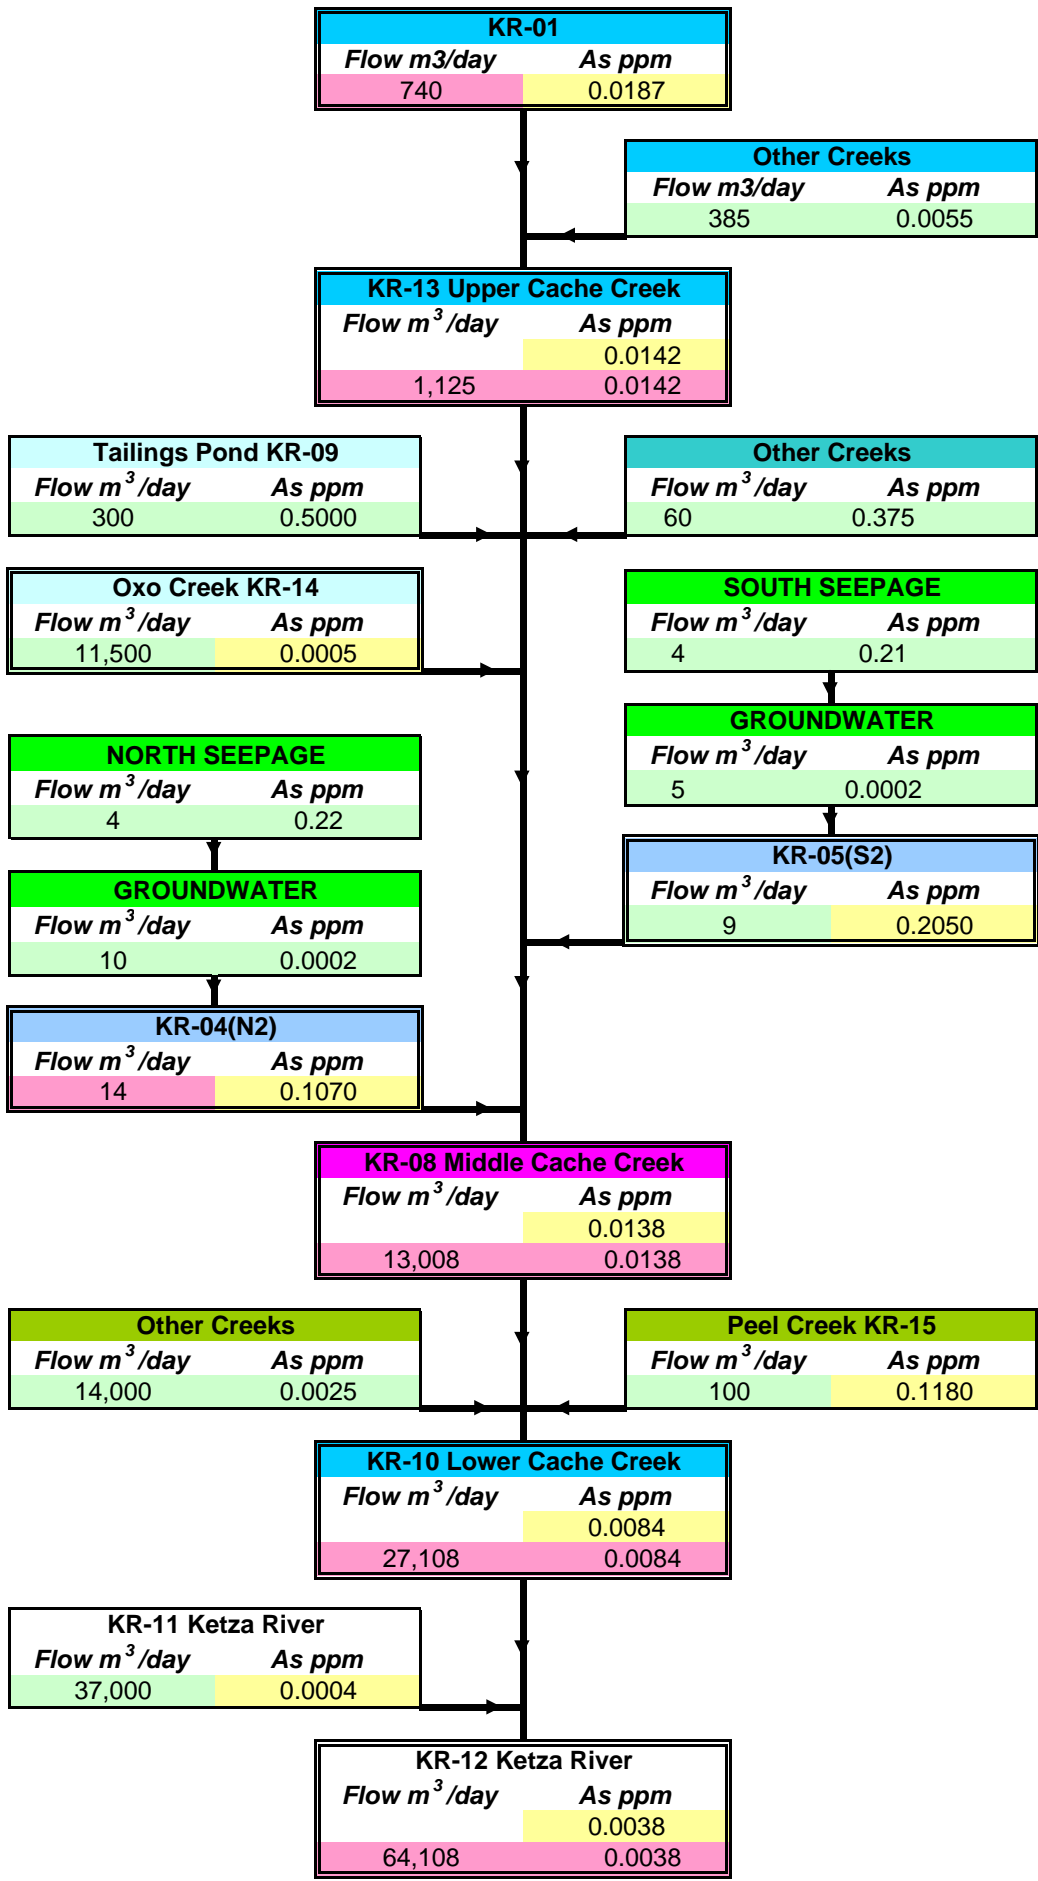 KR-01
Flow m3/day As ppm
740 0.0187
Other Creeks
Flow m3/day As ppm
385 0.0055
KR-13 Upper Cache Creek
Flow m³/day As ppm
0.0142
1,125 0.0142
Tailings Pond KR-09
Flow m³/day As ppm
300 0.5000
Other Creeks
Flow m³/day As ppm
60 0.375
Oxo Creek KR-14
Flow m³/day As ppm
11,500 0.0005
SOUTH SEEPAGE
Flow m³/day As ppm
4 0.21
GROUNDWATER
Flow m³/day As ppm
5 0.0002
NORTH SEEPAGE
Flow m³/day As ppm
4 0.22
KR-05(S2)
Flow m³/day As ppm
9 0.2050
GROUNDWATER
Flow m³/day As ppm
10 0.0002
KR-04(N2)
Flow m³/day As ppm
14 0.1070
KR-08 Middle Cache Creek
Flow m³/day As ppm
0.0138
13,008 0.0138
Other Creeks
Flow m³/day As ppm
14,000 0.0025
Peel Creek KR-15
Flow m³/day As ppm
100 0.1180
KR-10 Lower Cache Creek
Flow m³/day As ppm
0.0084
27,108 0.0084
KR-11 Ketza River
Flow m³/day As ppm
37,000 0.0004
KR-12 Ketza River
Flow m³/day As ppm
0.0038
64,108 0.0038